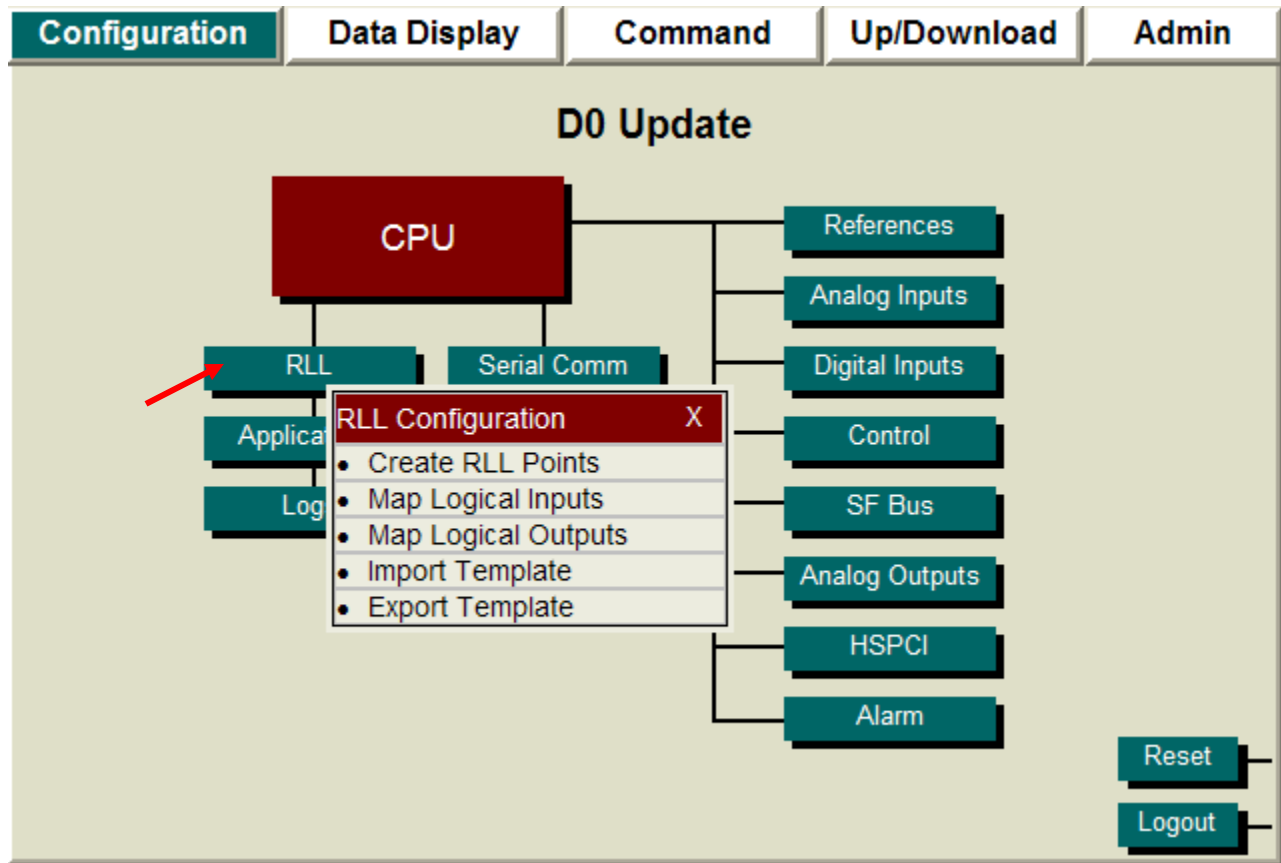 Configuration
Data Display
Command
Up/Download
Admin
D0 Update
CPU
References
Analog Inputs
RLL
Serial Comm
Digital Inputs
RLL Configuration X
Control
• Create RLL Points
• Map Logical Inputs
SF Bus
• Map Logical Outputs
• Import Template
Analog Outputs
• Export Template
HSPCI
Alarm
Reset
Logout